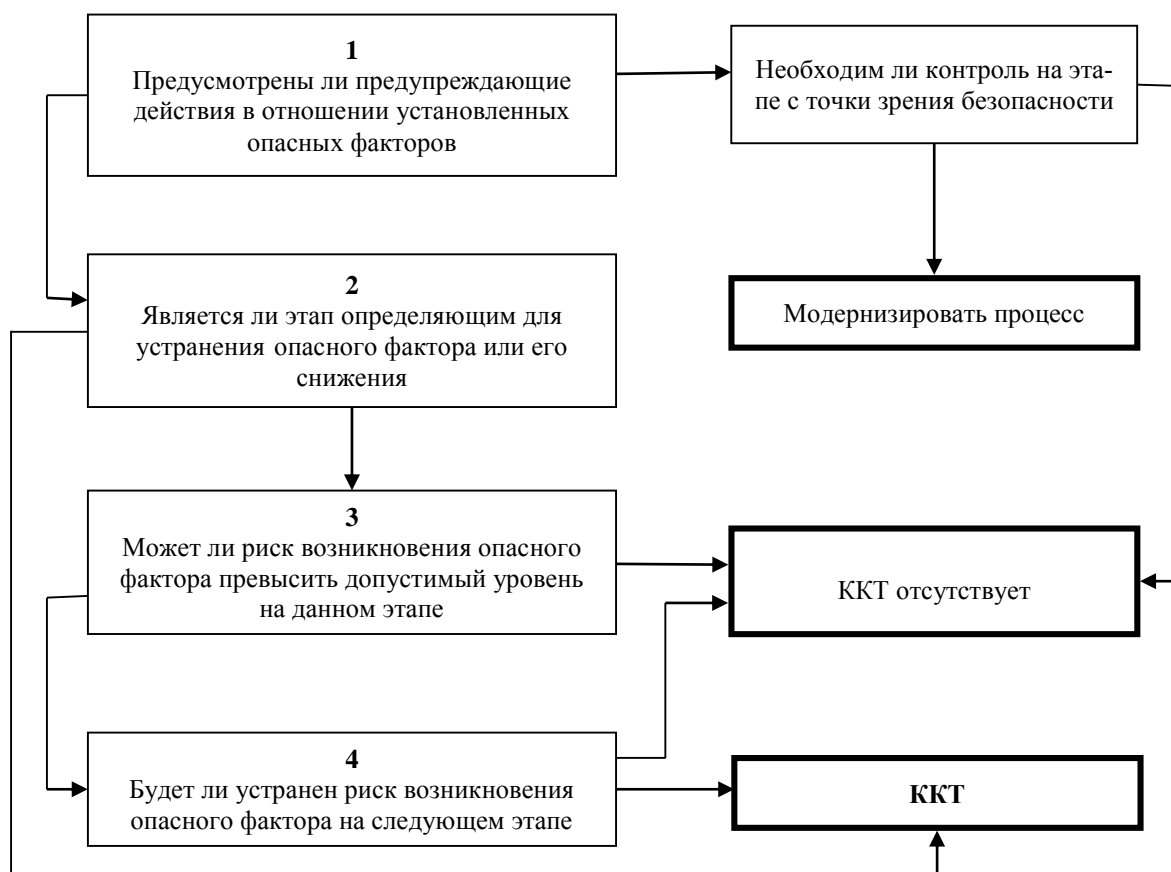 1
Предусмотрены ли предупреждающие
действия в отношении установленных
опасных факторов
Необходим ли контроль на эта-
пе с точки зрения безопасности
2
Является ли этап определяющим для
устранения опасного фактора или его
снижения
Модернизировать процесс
3
Может ли риск возникновения опасного
фактора превысить допустимый уровень
на данном этапе
ККТ отсутствует
4
Будет ли устранен риск возникновения
опасного фактора на следующем этапе
ККТ